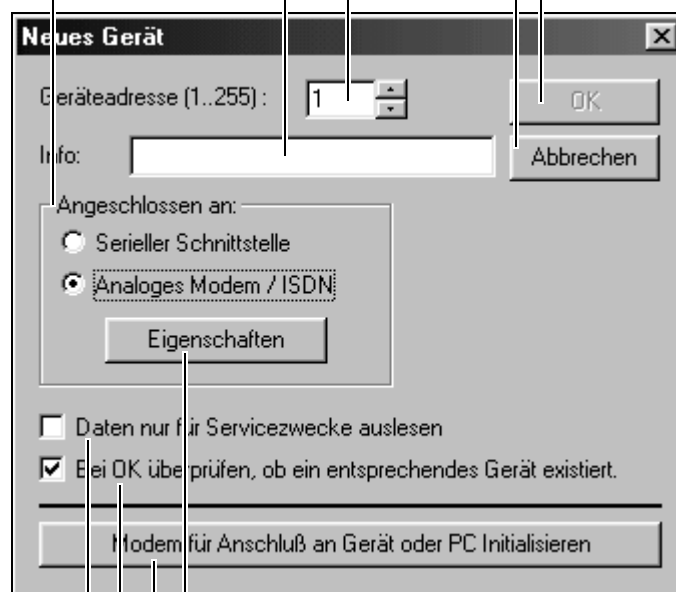 Neues Gerät
Geräteadresse (1..255) : 1 OK
Info: Abbrechen
Angeschlossen an:
Serieller Schnittstelle
Analoges Modem / ISDN
Eigenschaften
Daten nur für Servicezwecke auslesen
Bei OK überprüfen, ob ein entsprechendes Gerät existiert.
Modem für Anschluß an Gerät oder PC Initialisieren